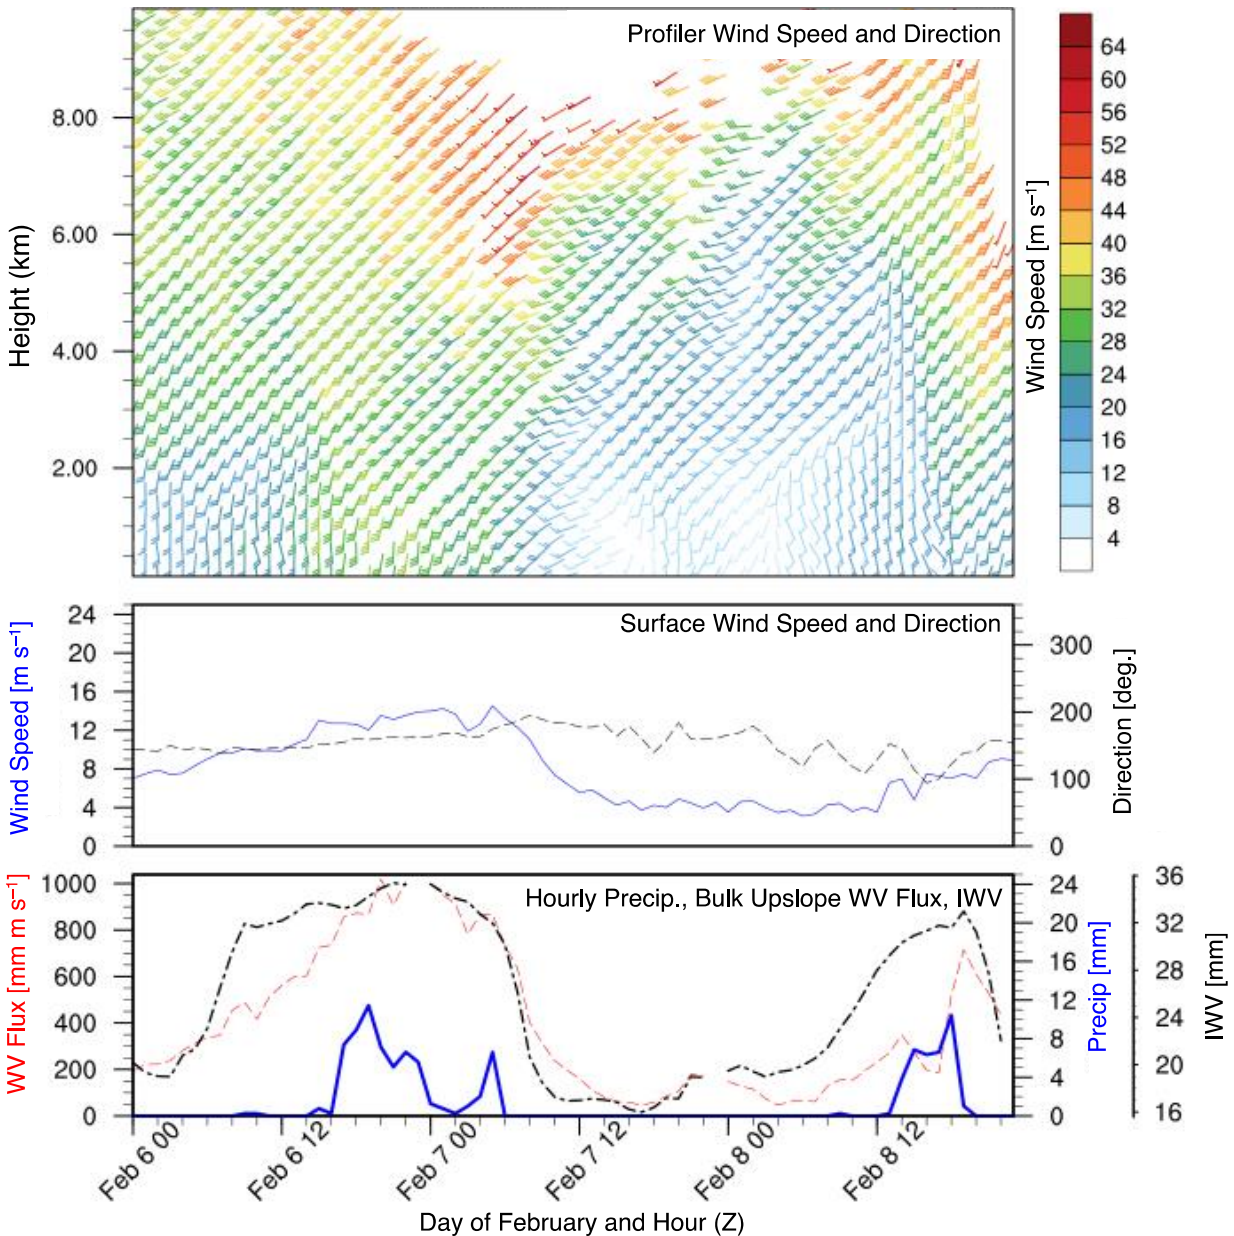 Profiler Wind Speed and Direction
8.00
6.00
4.00
2.00
Height (km)
Wind Speed [m s⁻¹]
64
60
56
52
48
44
40
36
32
28
24
20
16
12
8
4
Surface Wind Speed and Direction
24
20
16
12
8
4
0
Wind Speed [m s⁻¹]
300
200
100
0
Direction [deg.]
Hourly Precip., Bulk Upslope WV Flux, IWV
1000
800
600
400
200
0
WV Flux [mm m s⁻¹]
24
20
16
12
8
4
0
Precip [mm]
36
32
28
24
20
16
IWV [mm]
Feb 6 00
Feb 6 12
Feb 7 00
Feb 7 12
Feb 8 00
Feb 8 12
Day of February and Hour (Z)